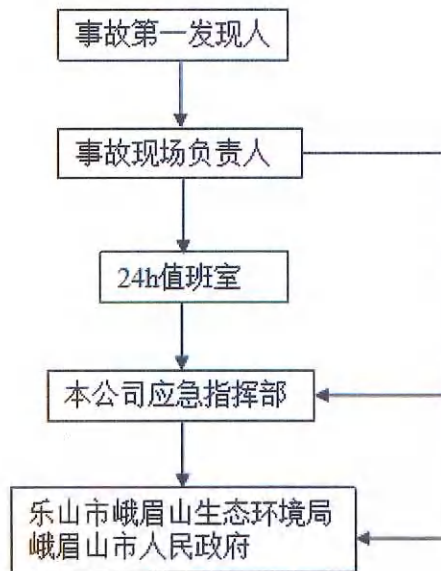 事故第一发现人
事故现场负责人
24h值班室
本公司应急指挥部
乐山市峨眉山生态环境局
峨眉山市人民政府